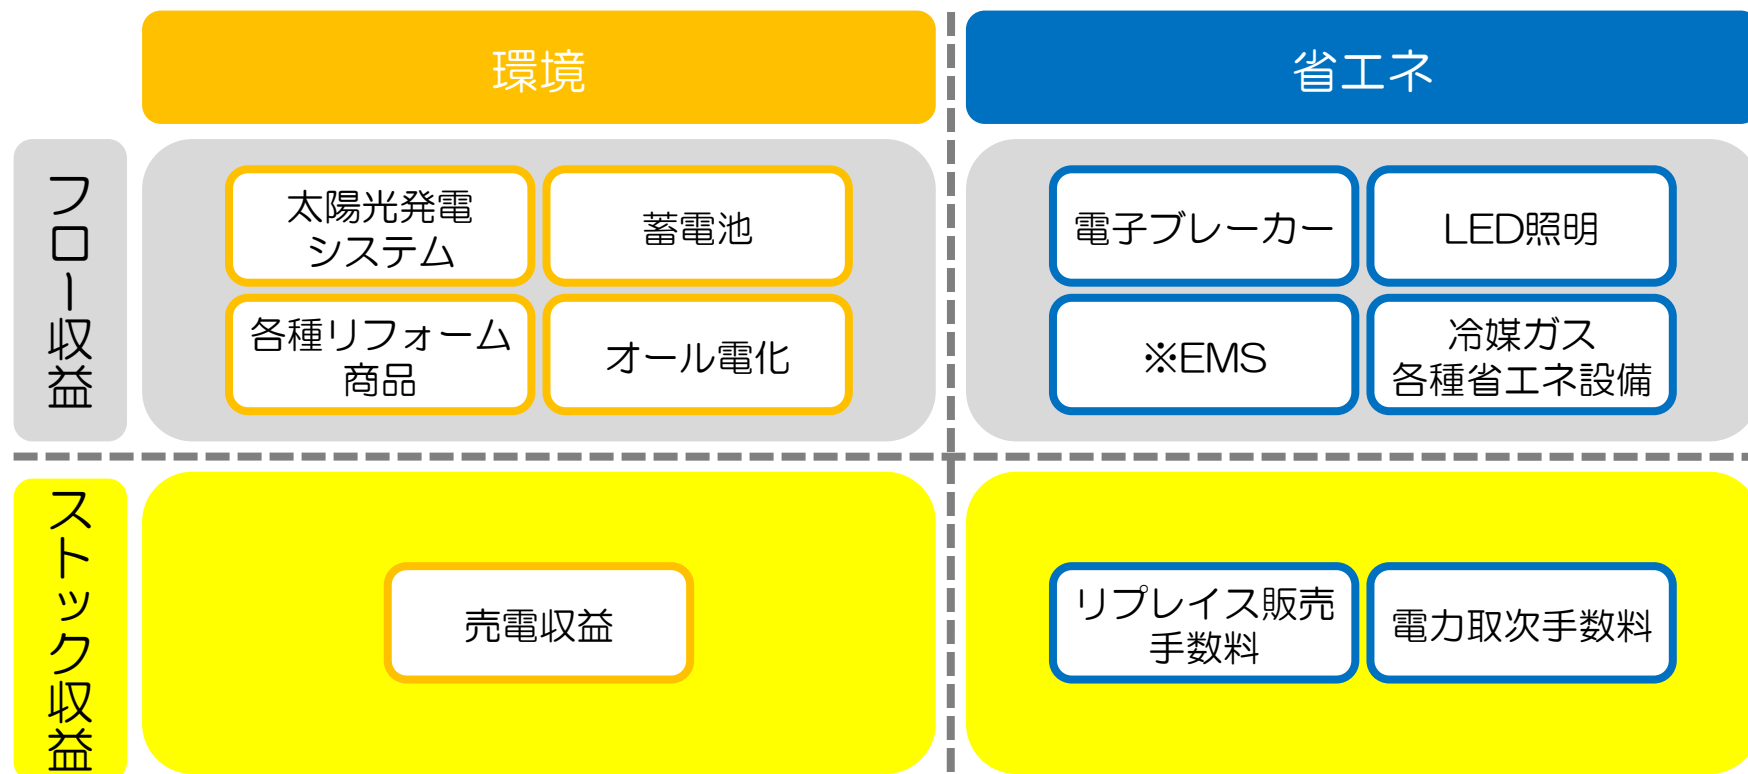 環境
省エネ
フロー収益
太陽光発電
システム
蓄電池
各種リフォーム
商品
オール電化
電子ブレーカー
LED照明
※EMS
冷媒ガス
各種省エネ設備
ストック収益
売電収益
リプレイス販売
手数料
電力取次手数料